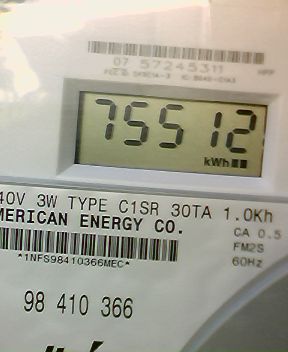 07 57245311
75512
kWh
40V 3W TYPE C1SR 30TA 1.0Kh
MERICAN ENERGY CO.
CA 0.5
FM2S
*1NFS98410366MEC*
60Hz
98 410 366